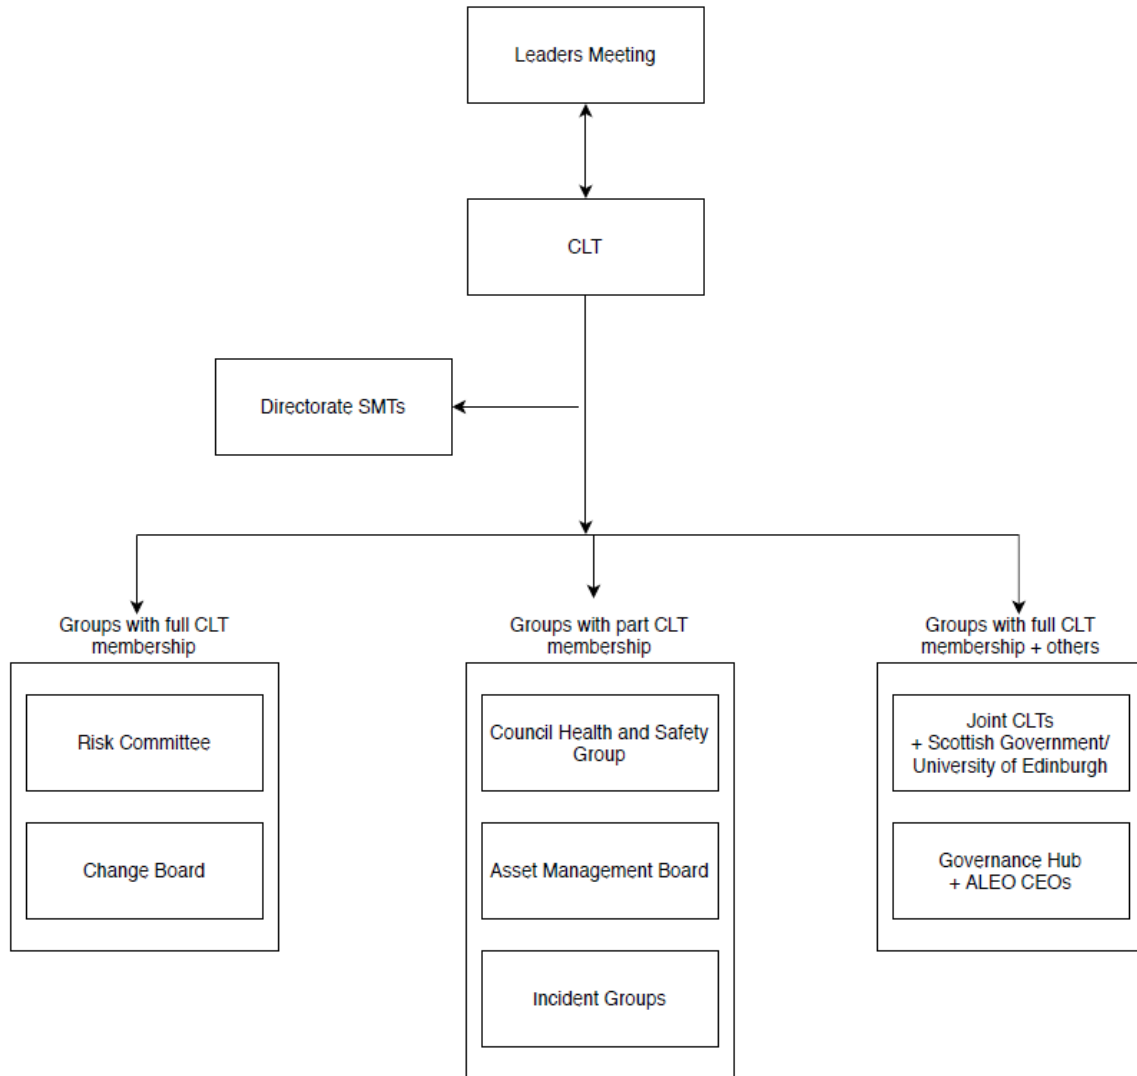 Leaders Meeting
CLT
Directorate SMTs
Groups with full CLT
membership
Risk Committee
Change Board
Groups with part CLT
membership
Council Health and Safety
Group
Asset Management Board
Incident Groups
Groups with full CLT
membership + others
Joint CLTs
+ Scottish Government/
University of Edinburgh
Governance Hub
+ ALEO CEOs